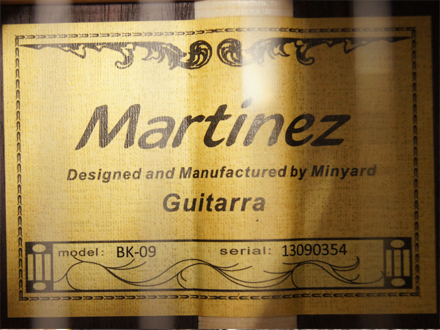 Martinez
Designed and Manufactured by Minyard
Guitarra
model: BK-09 serial: 13090354